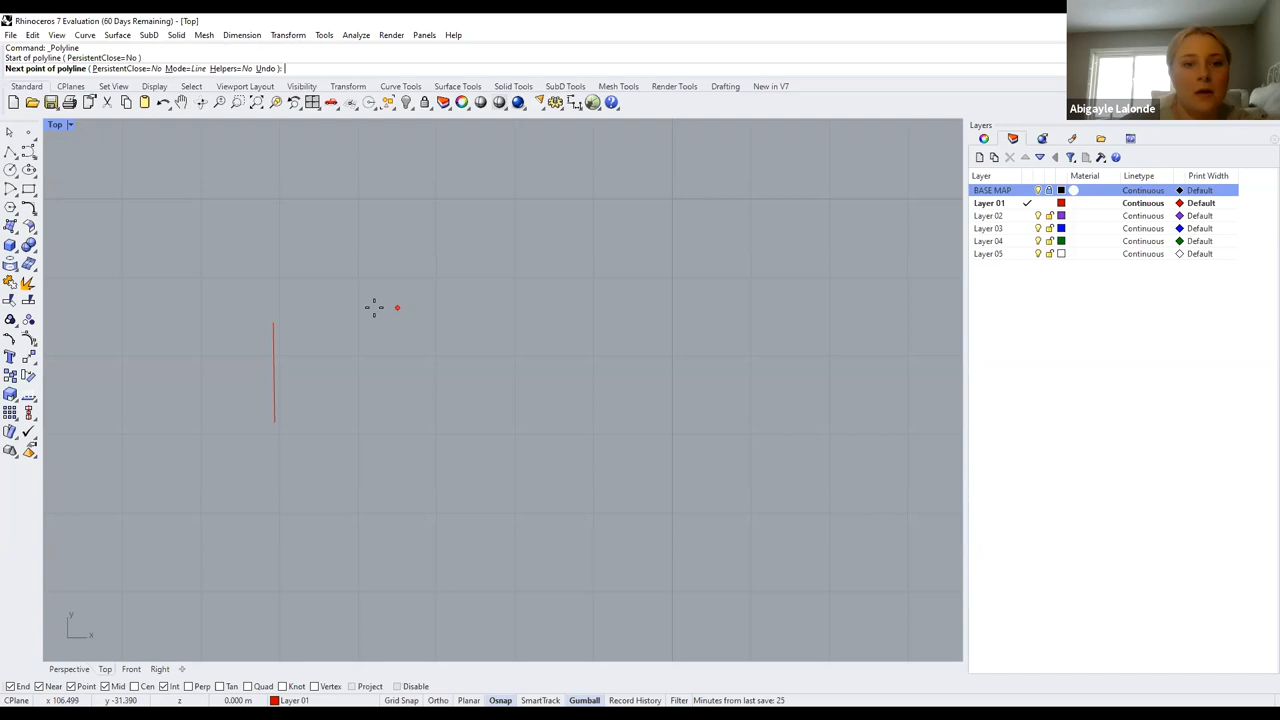 Rhinoceros 7 Evaluation (60 Days Remaining) - [Top]
File Edit View Curve Surface SubD Solid Mesh Dimension Transform Tools Analyze Render Panels Help
Command: _Polyline
Start of polyline ( PersistentClose=No )
Next point of polyline ( PersistentClose=No Mode=Line Helpers=No Undo ):
Standard CPlanes Set View Display Select Viewport Layout Visibility Transform Curve Tools Surface Tools Solid Tools SubD Tools Mesh Tools Render Tools Drafting New in V7
Abigayle Lalonde
Top
Layers
Layer Material Linetype Print Width
BASE MAP Continuous Default
Layer 01 Continuous Default
Layer 02 Continuous Default
Layer 03 Continuous Default
Layer 04 Continuous Default
Layer 05 Continuous Default
y
x
Perspective Top Front Right
End Near Point Mid Cen Int Perp Tan Quad Knot Vertex Project Disable
CPlane x 106.499 y -31.390 z 0.000 m Layer 01 Grid Snap Ortho Planar Osnap SmartTrack Gumball Record History Filter Minutes from last save: 25